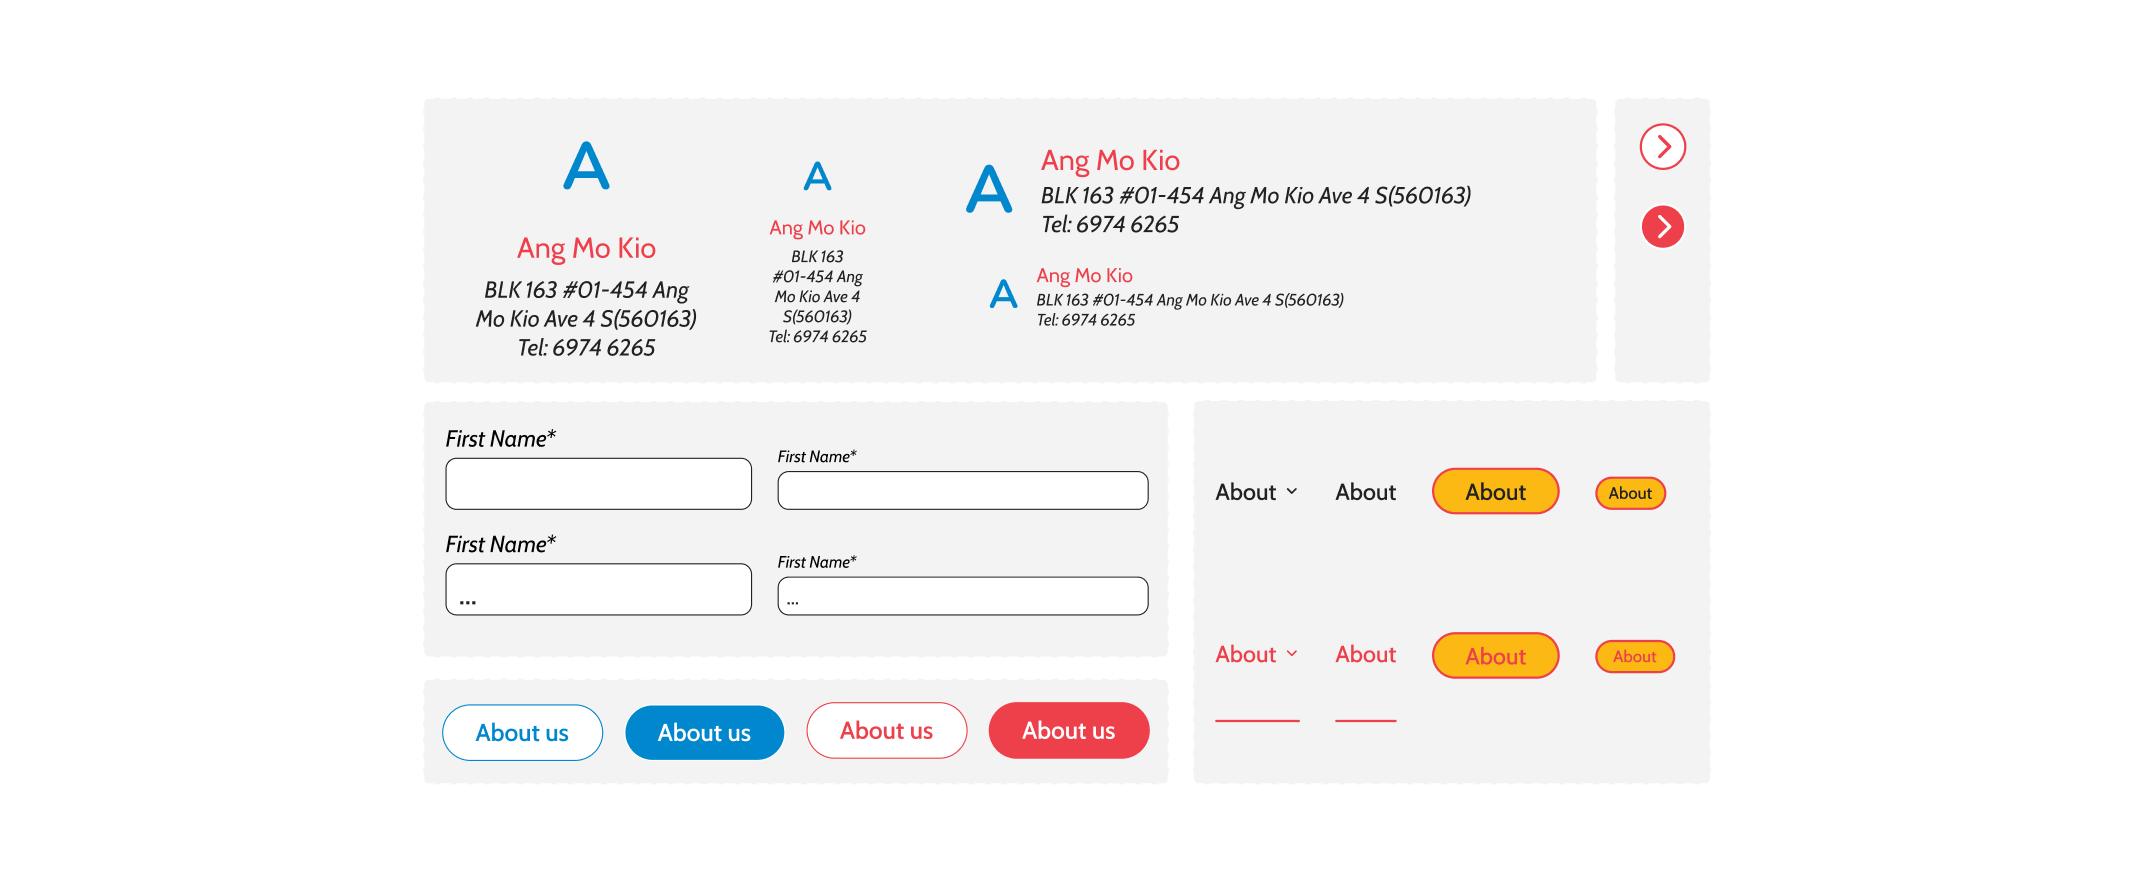 A
Ang Mo Kio
BLK 163 #01-454 Ang
Mo Kio Ave 4 S(560163)
Tel: 6974 6265
A
Ang Mo Kio
BLK 163
#01-454 Ang
Mo Kio Ave 4
S(560163)
Tel: 6974 6265
A
Ang Mo Kio
BLK 163 #01-454 Ang Mo Kio Ave 4 S(560163)
Tel: 6974 6265
A
Ang Mo Kio
BLK 163 #01-454 Ang Mo Kio Ave 4 S(560163)
Tel: 6974 6265
First Name*
First Name*
First Name*
...
First Name*
...
About us
About us
About us
About us
About
About
About
About
About
About
About
About